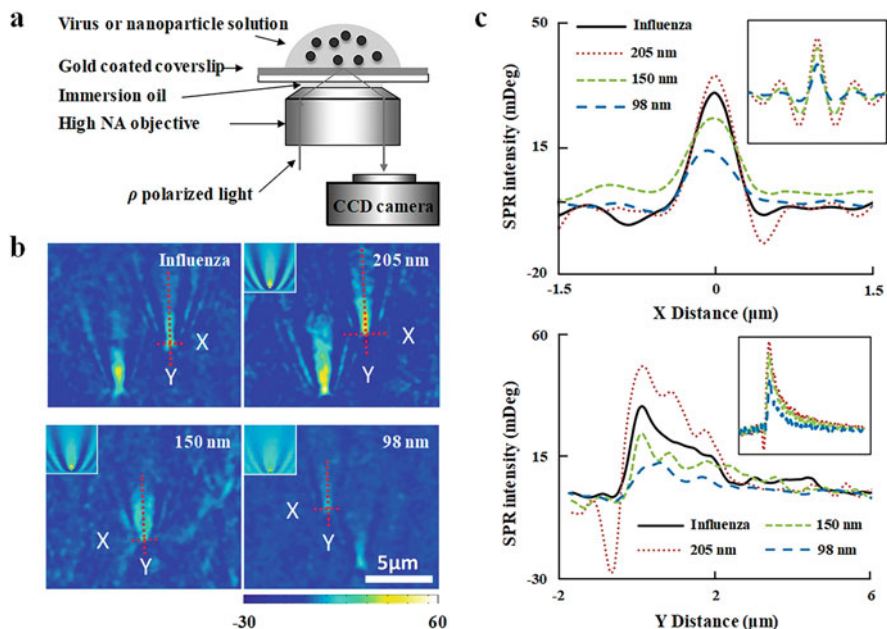 a
Virus or nanoparticle solution
Gold coated coverslip
Immersion oil
High NA objective
ρ polarized light
CCD camera
b
Influenza
X
Y
205 nm
X
Y
150 nm
X
Y
98 nm
X
Y
5μm
-30
60
c
50
15
-20
SPR intensity (mDeg)
Influenza
205 nm
150 nm
98 nm
-1.5
0
1.5
X Distance (μm)
60
15
-30
SPR intensity (mDeg)
Influenza
150 nm
205 nm
98 nm
-2
2
6
Y Distance (μm)